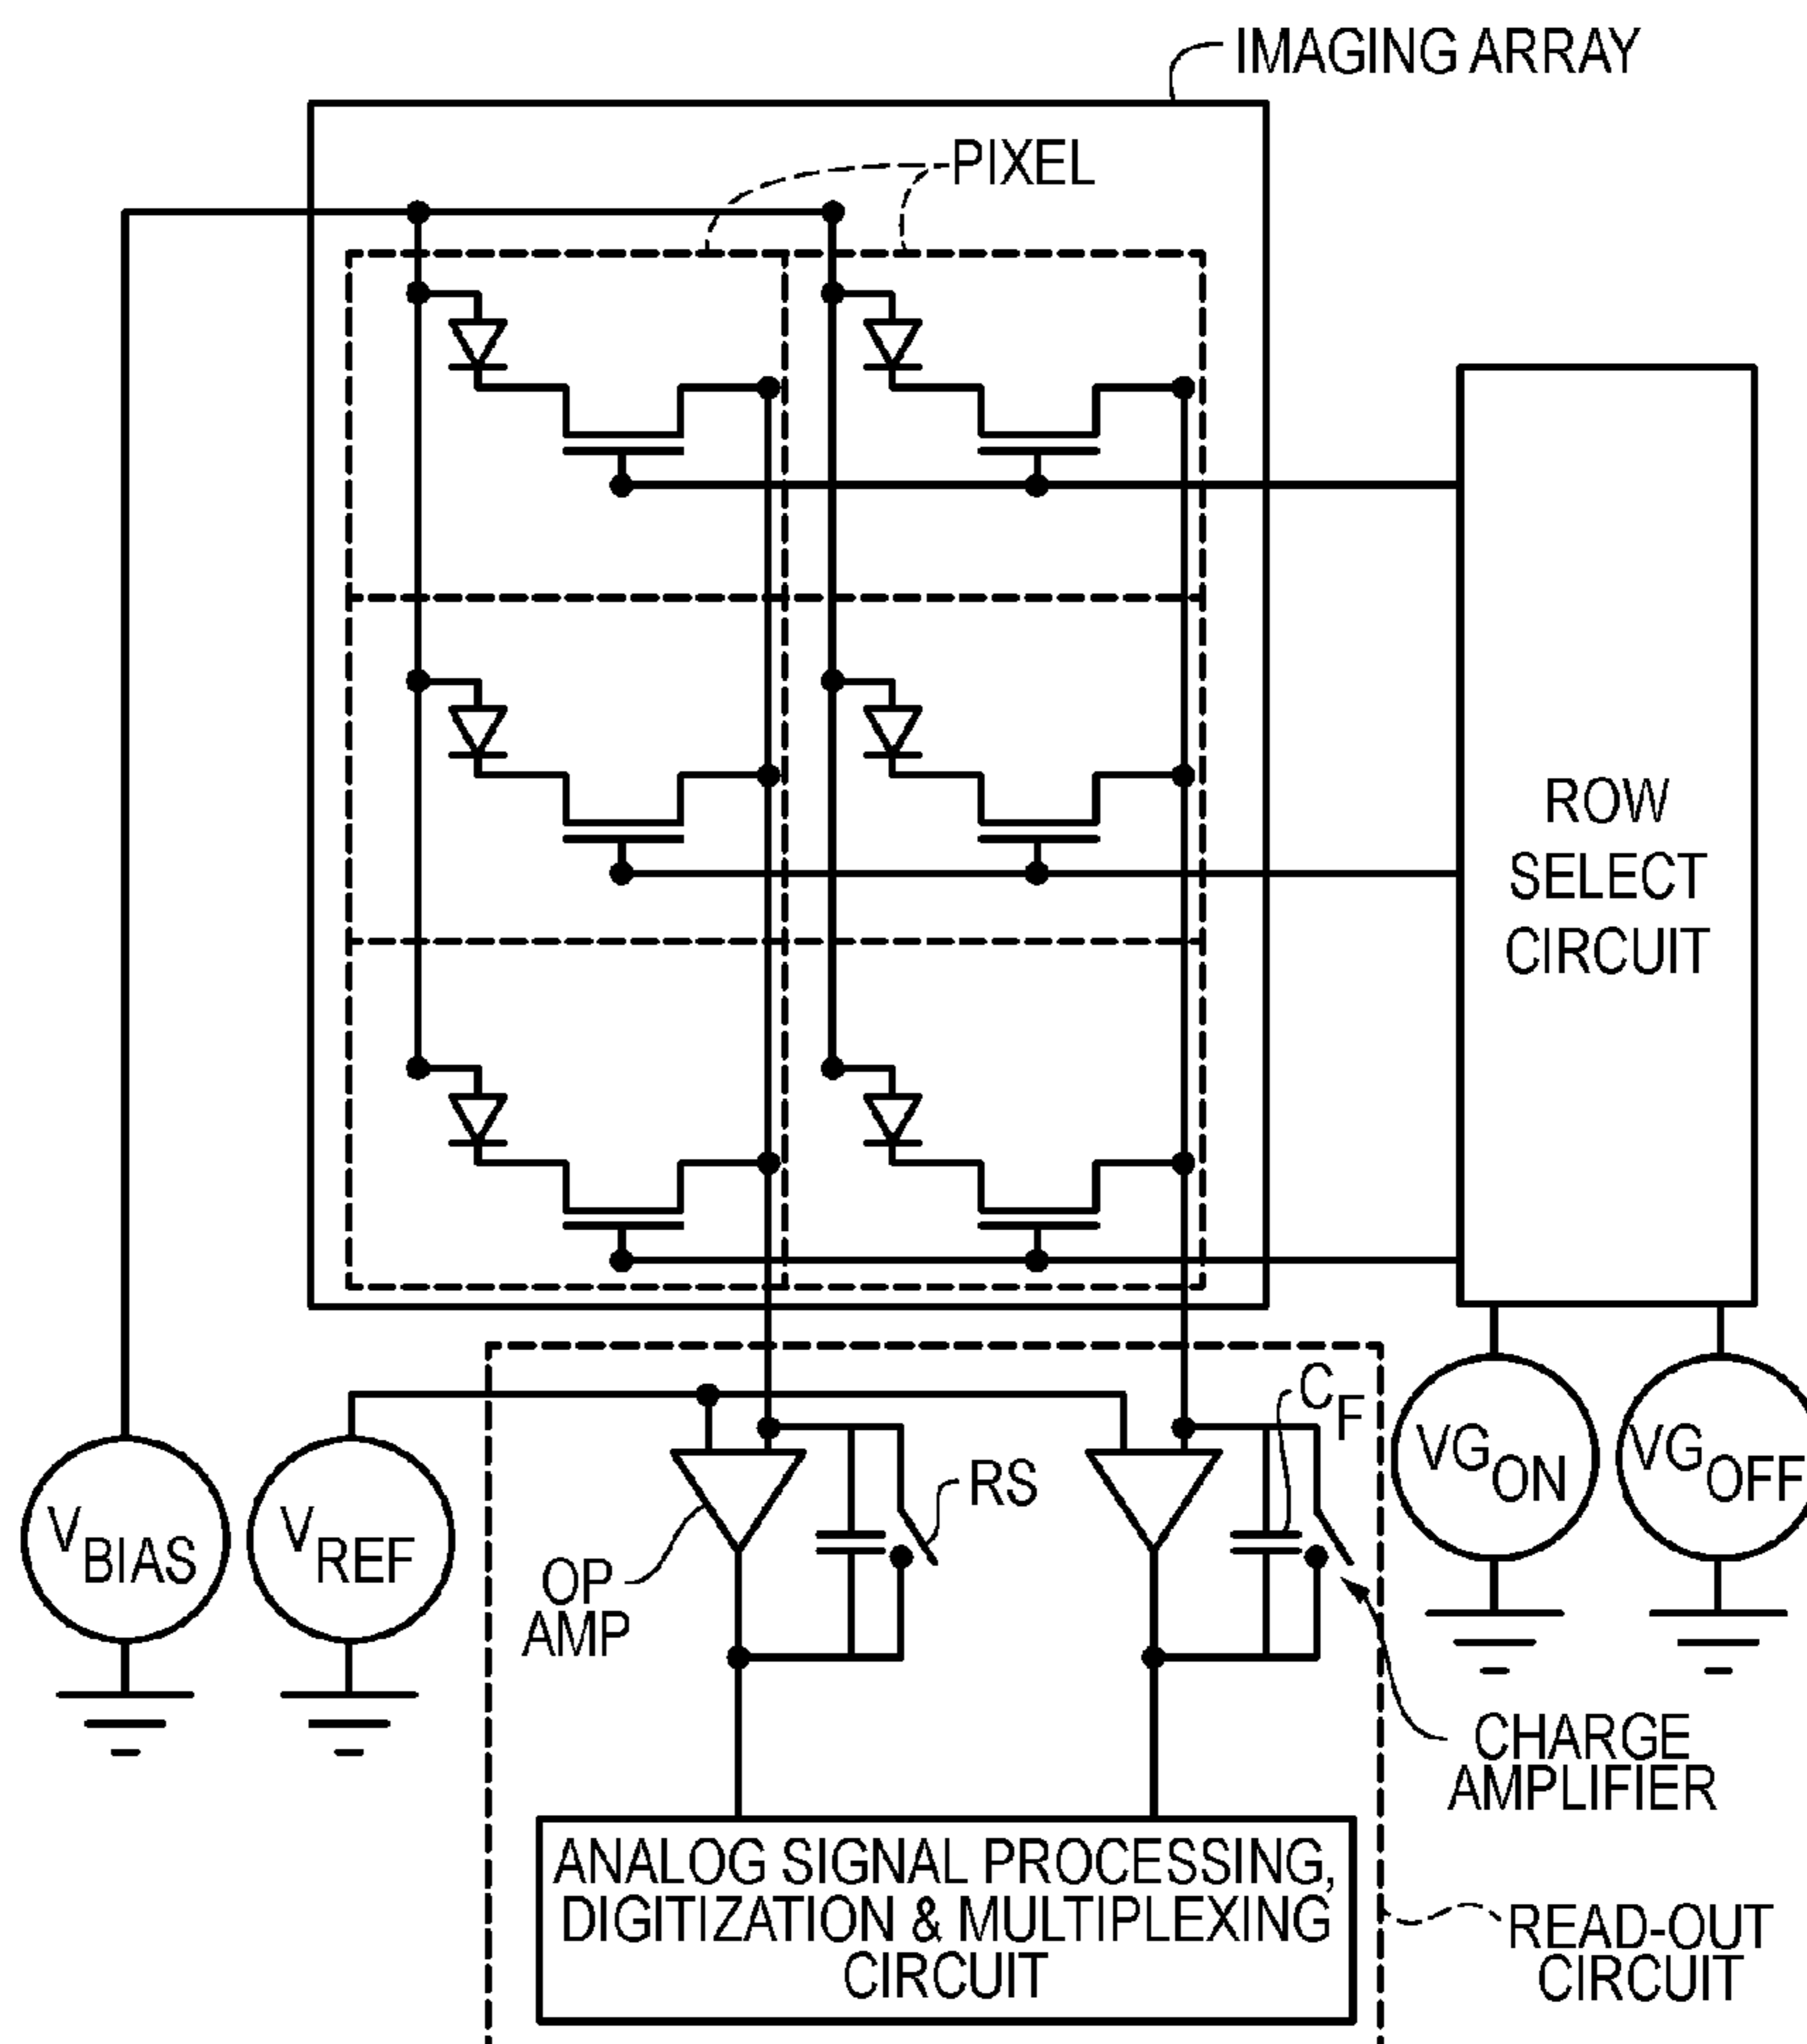 IMAGING ARRAY
PIXEL
ROW
SELECT
CIRCUIT
CF
VGON
VGOFF
RS
VBIAS
VREF
OP
AMP
CHARGE
AMPLIFIER
ANALOG SIGNAL PROCESSING,
DIGITIZATION & MULTIPLEXING
CIRCUIT
READ-OUT
CIRCUIT